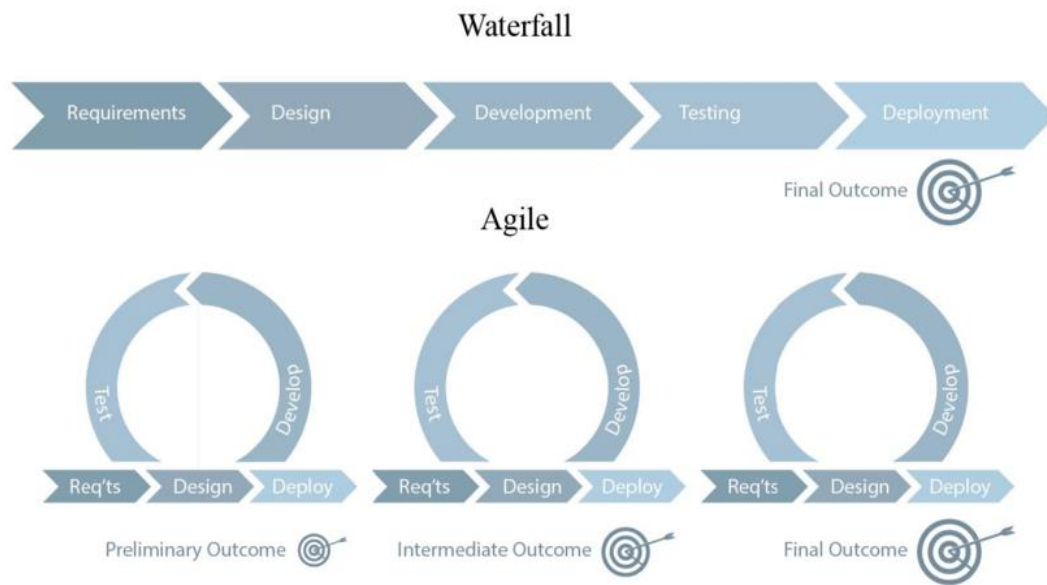 Waterfall
Requirements Design Development Testing Deployment
Final Outcome
Agile
Test Develop Test Develop Test Develop
Req'ts Design Deploy Req'ts Design Deploy Req'ts Design Deploy
Preliminary Outcome Intermediate Outcome Final Outcome